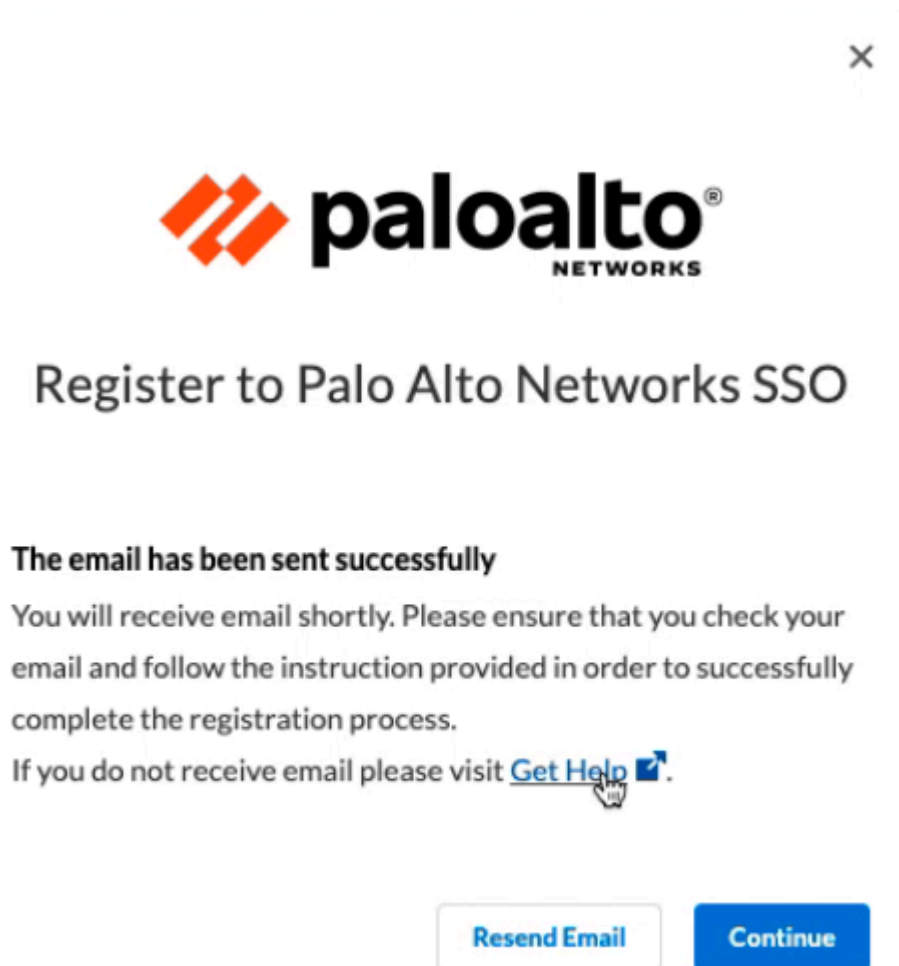 paloalto®
NETWORKS
Register to Palo Alto Networks SSO
The email has been sent successfully
You will receive email shortly. Please ensure that you check your
email and follow the instruction provided in order to successfully
complete the registration process.
If you do not receive email please visit Get Help.
Resend Email
Continue